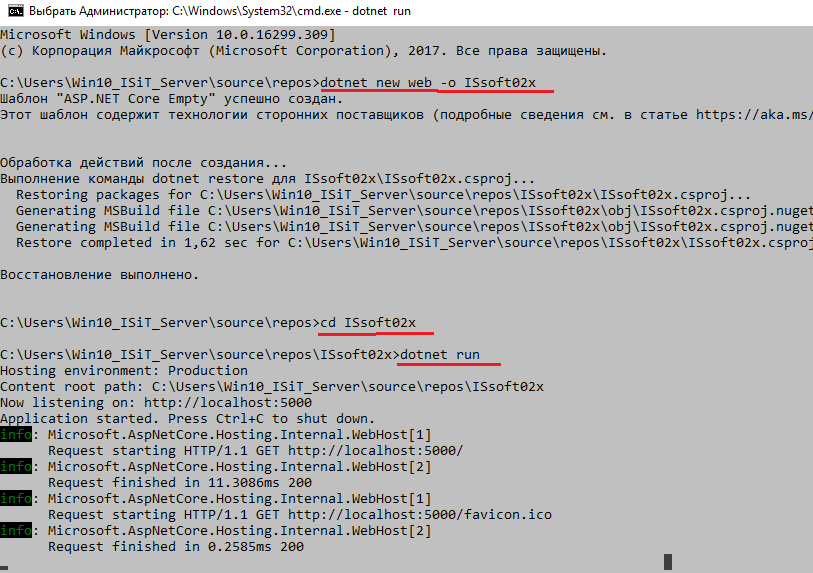 Выбрать Администратор: C:\Windows\System32\cmd.exe - dotnet run
Microsoft Windows [Version 10.0.16299.309]
(c) Корпорация Майкрософт (Microsoft Corporation), 2017. Все права защищены.
C:\Users\Win10_ISiT_Server\source\repos>dotnet new web -o ISsoft02x
Шаблон "ASP.NET Core Empty" успешно создан.
Этот шаблон содержит технологии сторонних поставщиков (подробные сведения см. в статье https://aka.ms/
Обработка действий после создания...
Выполнение команды dotnet restore для ISsoft02x\ISsoft02x.csproj...
Restoring packages for C:\Users\Win10_ISiT_Server\source\repos\ISsoft02x\ISsoft02x.csproj...
Generating MSBuild file C:\Users\Win10_ISiT_Server\source\repos\ISsoft02x\obj\ISsoft02x.csproj.nuget
Generating MSBuild file C:\Users\Win10_ISiT_Server\source\repos\ISsoft02x\obj\ISsoft02x.csproj.nuget
Restore completed in 1,62 sec for C:\Users\Win10_ISiT_Server\source\repos\ISsoft02x\ISsoft02x.csproj
Восстановление выполнено.
C:\Users\Win10_ISiT_Server\source\repos>cd ISsoft02x
C:\Users\Win10_ISiT_Server\source\repos\ISsoft02x>dotnet run
Hosting environment: Production
Content root path: C:\Users\Win10_ISiT_Server\source\repos\ISsoft02x
Now listening on: http://localhost:5000
Application started. Press Ctrl+C to shut down.
info: Microsoft.AspNetCore.Hosting.Internal.WebHost[1]
Request starting HTTP/1.1 GET http://localhost:5000/
info: Microsoft.AspNetCore.Hosting.Internal.WebHost[2]
Request finished in 11.3086ms 200
info: Microsoft.AspNetCore.Hosting.Internal.WebHost[1]
Request starting HTTP/1.1 GET http://localhost:5000/favicon.ico
info: Microsoft.AspNetCore.Hosting.Internal.WebHost[2]
Request finished in 0.2585ms 200